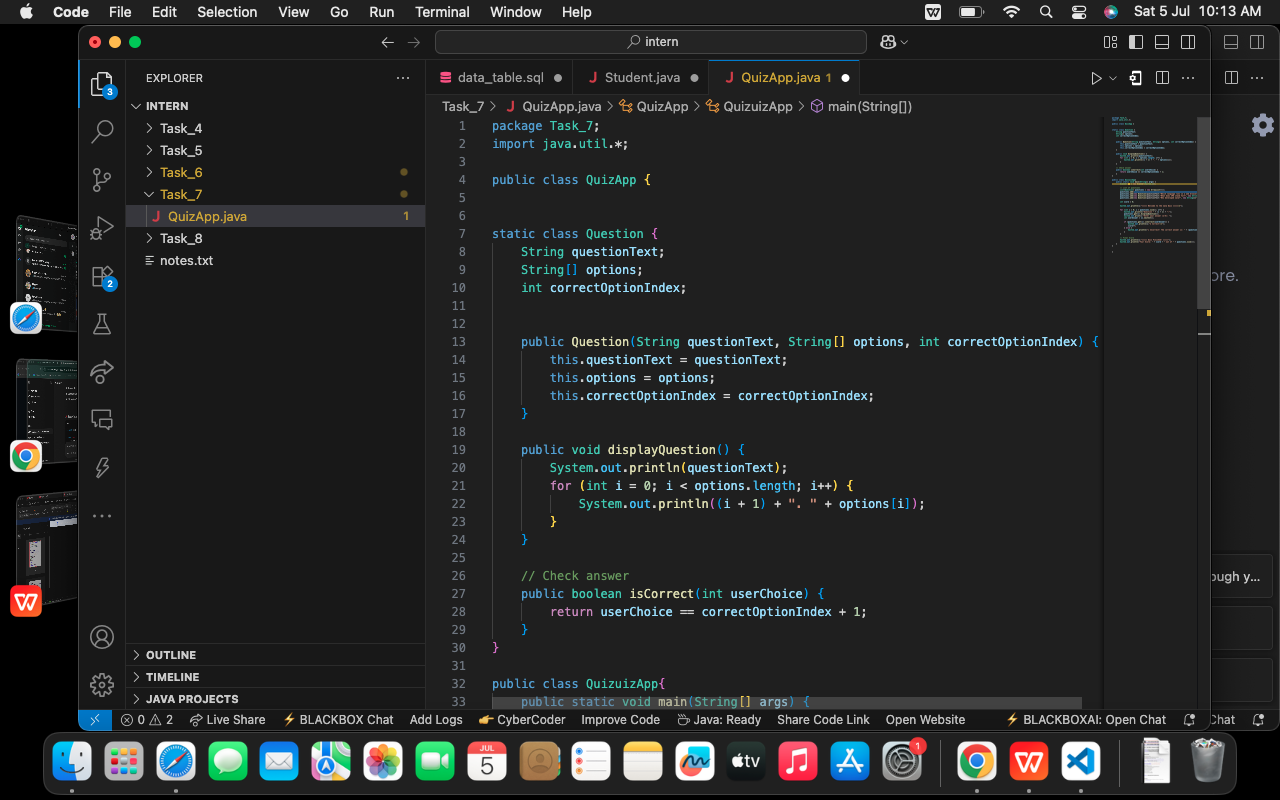 Code File Edit Selection View Go Run Terminal Window Help Sat 5 Jul 10:13 AM
intern
EXPLORER
data_table.sql
Student.java
QuizApp.java 1
Task_7 > QuizApp.java > QuizApp > QuizuizApp > main(String[])
3
INTERN
Task_4
Task_5
Task_6
Task_7
QuizApp.java 1
Task_8
notes.txt
2
1 package Task_7;
2 import java.util.*;
3
4 public class QuizApp {
5
6
7 static class Question {
8 String questionText;
9 String[] options;
10 int correctOptionIndex;
11
12
13 public Question(String questionText, String[] options, int correctOptionIndex) {
14 this.questionText = questionText;
15 this.options = options;
16 this.correctOptionIndex = correctOptionIndex;
17 }
18
19 public void displayQuestion() {
20 System.out.println(questionText);
21 for (int i = 0; i < options.length; i++) {
22 System.out.println((i + 1) + ". " + options[i]);
23 }
24 }
25
26 // Check answer
27 public boolean isCorrect(int userChoice) {
28 return userChoice == correctOptionIndex + 1;
29 }
30 }
31
32 public class QuizuizApp{
33 public static void main(String[] args) {
ore.
ough y...
OUTLINE
TIMELINE
JAVA PROJECTS
0 2 Live Share BLACKBOX Chat Add Logs CyberCoder Improve Code Java: Ready Share Code Link Open Website BLACKBOXAI: Open Chat Chat
JUL
5
tv
1